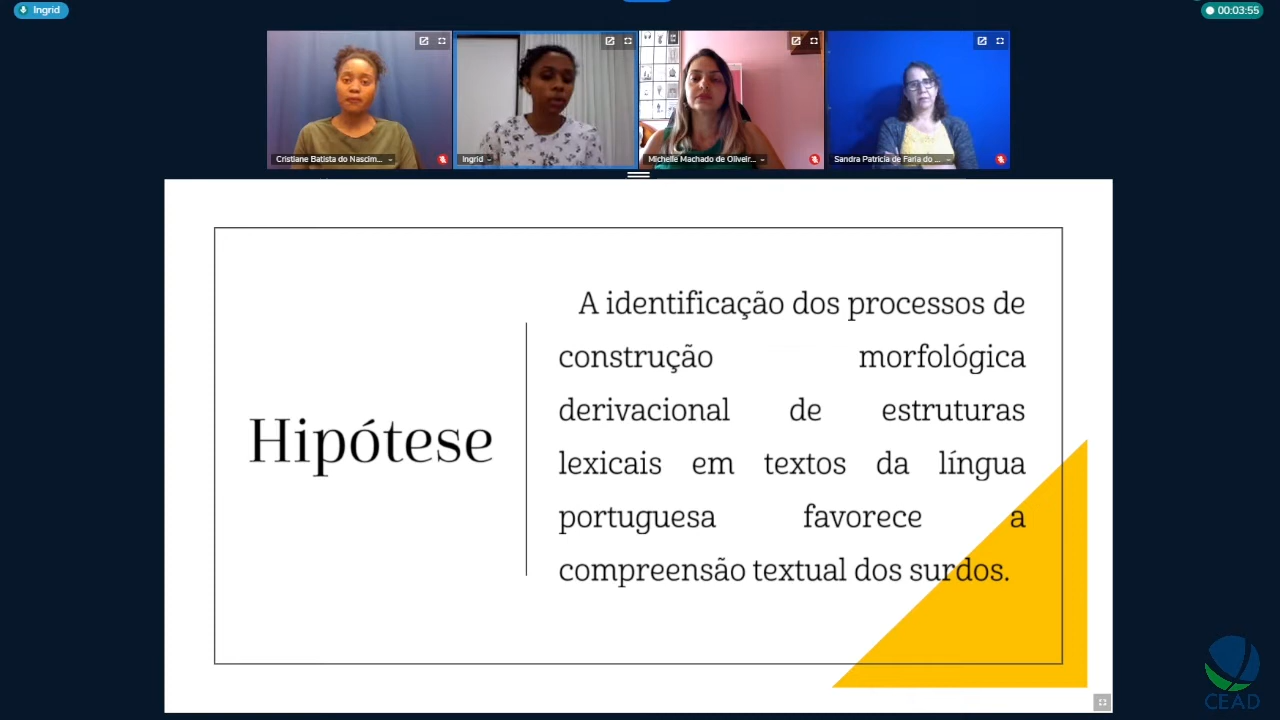 Ingrid
00:03:55
Cristiane Batista do Nascim...
Ingrid
Michelle Machado de Oliveir...
Sandra Patrícia de Faria do ...
Hipótese
A identificação dos processos de
construção morfológica
derivacional de estruturas
lexicais em textos da língua
portuguesa favorece a
compreensão textual dos surdos.
CEAD